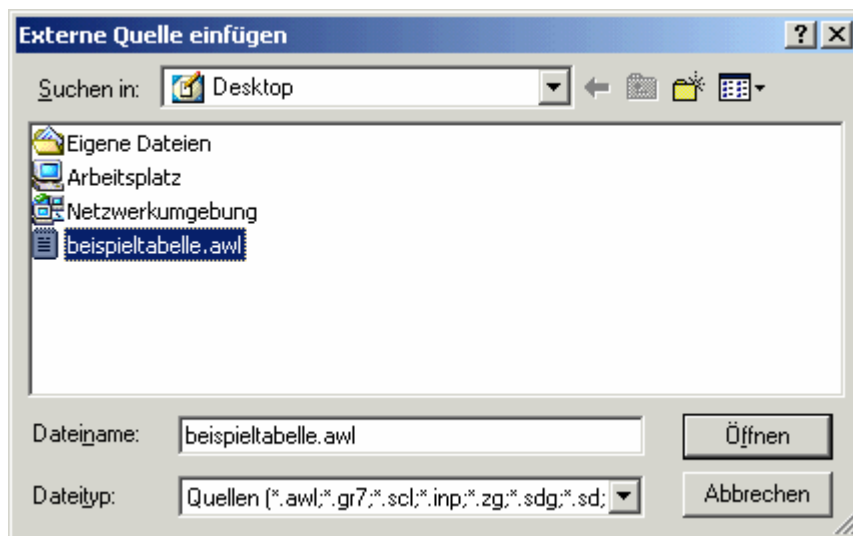 Externe Quelle einfügen
Suchen in: Desktop
Eigene Dateien
Arbeitsplatz
Netzwerkumgebung
beispieltabelle.awl
Dateiname: beispieltabelle.awl Öffnen
Dateityp: Quellen (*.awl;*.gr7;*.scl;*.inp;*.zg;*.sdg;*.sd; Abbrechen